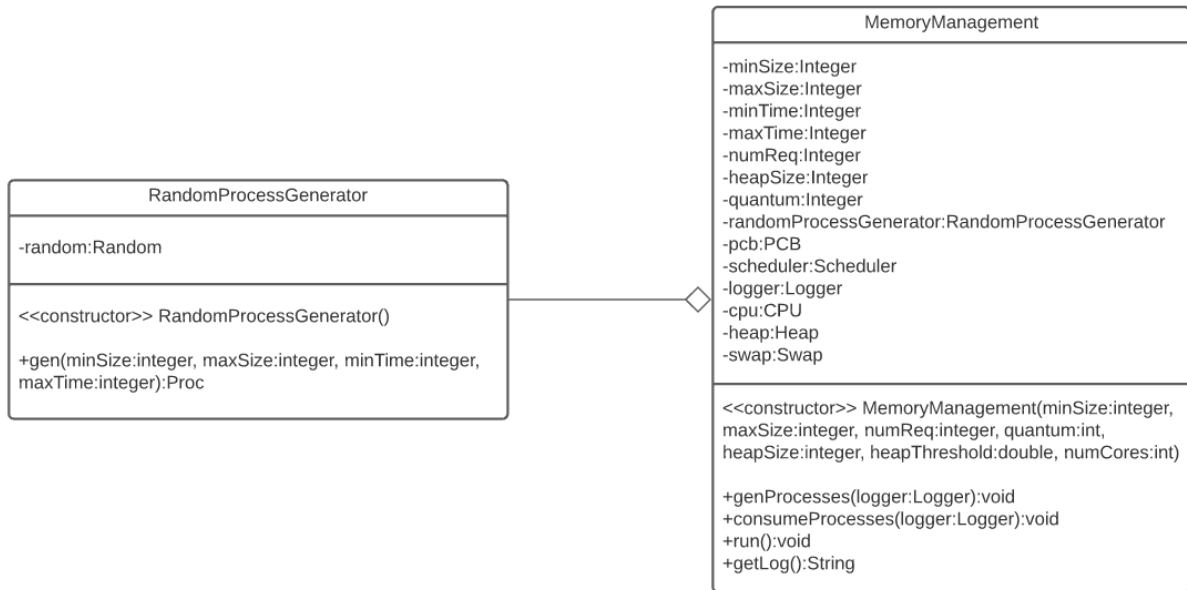 RandomProcessGenerator
-random:Random
<<constructor>> RandomProcessGenerator()
+gen(minSize:integer, maxSize:integer, minTime:integer,
maxTime:integer):Proc
MemoryManagement
-minSize:Integer
-maxSize:Integer
-minTime:Integer
-maxTime:Integer
-numReq:Integer
-heapSize:Integer
-quantum:Integer
-randomProcessGenerator:RandomProcessGenerator
-pcb:PCB
-scheduler:Scheduler
-logger:Logger
-cpu:CPU
-heap:Heap
-swap:Swap
<<constructor>> MemoryManagement(minSize:integer,
maxSize:integer, numReq:integer, quantum:int,
heapSize:integer, heapThreshold:double, numCores:int)
+genProcesses(logger:Logger):void
+consumeProcesses(logger:Logger):void
+run():void
+getLog():String